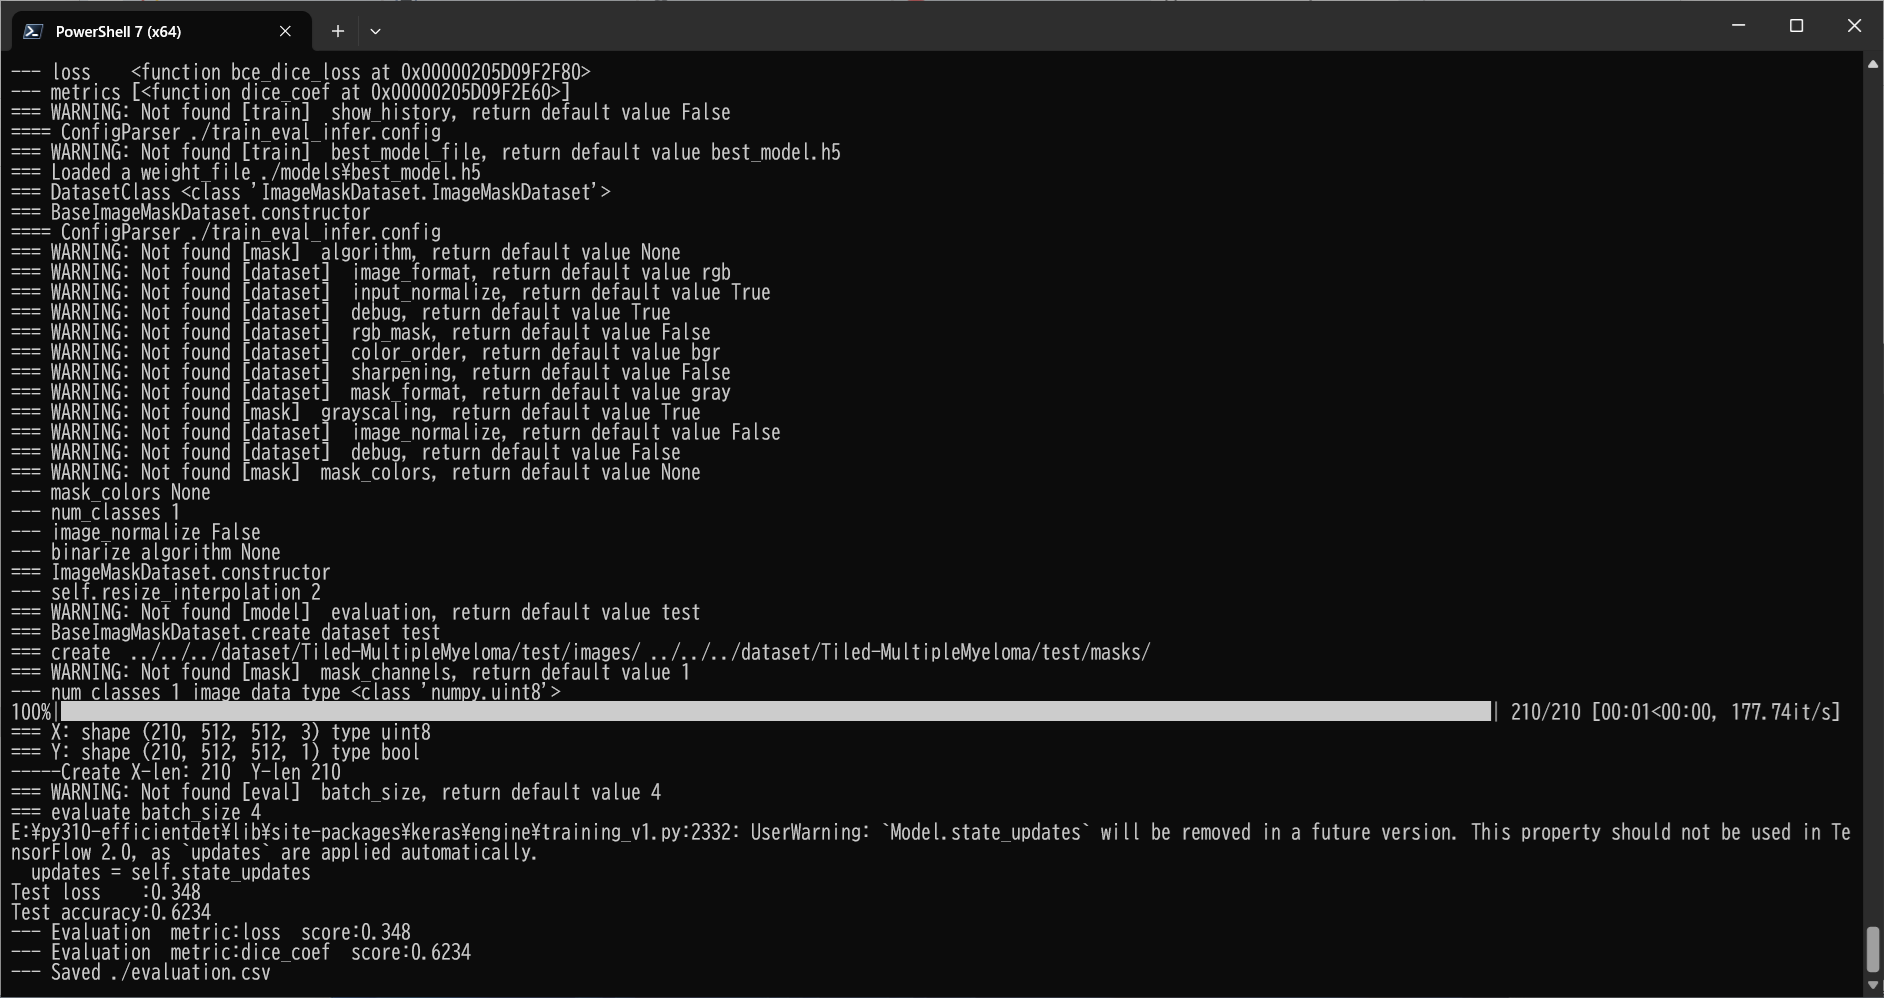 PowerShell 7 (x64)
--- loss    <function bce_dice_loss at 0x00000205D09F2F80>
--- metrics [<function dice_coef at 0x00000205D09F2E60>]
=== WARNING: Not found [train]  show_history, return default value False
==== ConfigParser ./train_eval_infer.config
=== WARNING: Not found [train]  best_model_file, return default value best_model.h5
=== Loaded a weight_file ./models¥best_model.h5
=== DatasetClass <class 'ImageMaskDataset.ImageMaskDataset'>
=== BaseImageMaskDataset.constructor
==== ConfigParser ./train_eval_infer.config
=== WARNING: Not found [mask]  algorithm, return default value None
=== WARNING: Not found [dataset]  image_format, return default value rgb
=== WARNING: Not found [dataset]  input_normalize, return default value True
=== WARNING: Not found [dataset]  debug, return default value True
=== WARNING: Not found [dataset]  rgb_mask, return default value False
=== WARNING: Not found [dataset]  color_order, return default value bgr
=== WARNING: Not found [dataset]  sharpening, return default value False
=== WARNING: Not found [dataset]  mask_format, return default value gray
=== WARNING: Not found [mask]  grayscaling, return default value True
=== WARNING: Not found [dataset]  image_normalize, return default value False
=== WARNING: Not found [dataset]  debug, return default value False
=== WARNING: Not found [mask]  mask_colors, return default value None
--- mask_colors None
--- num_classes 1
--- image_normalize False
--- binarize algorithm None
=== ImageMaskDataset.constructor
--- self.resize_interpolation 2
=== WARNING: Not found [model]  evaluation, return default value test
=== BaseImagMaskDataset.create dataset test
=== create  ../../../dataset/Tiled-MultipleMyeloma/test/images/ ../../../dataset/Tiled-MultipleMyeloma/test/masks/
=== WARNING: Not found [mask]  mask_channels, return default value 1
--- num_classes 1 image data_type <class 'numpy.uint8'>
100%| | 210/210 [00:01<00:00, 177.74it/s]
=== X: shape (210, 512, 512, 3) type uint8
=== Y: shape (210, 512, 512, 1) type bool
-----Create X-len: 210  Y-len 210
=== WARNING: Not found [eval]  batch_size, return default value 4
=== evaluate batch_size 4
E:¥py310-efficientdet¥lib¥site-packages¥keras¥engine¥training_v1.py:2332: UserWarning: `Model.state_updates` will be removed in a future version. This property should not be used in Te
nsorFlow 2.0, as `updates` are applied automatically.
  updates = self.state_updates
Test loss    :0.348
Test accuracy:0.6234
--- Evaluation  metric:loss  score:0.348
--- Evaluation  metric:dice_coef  score:0.6234
--- Saved ./evaluation.csv